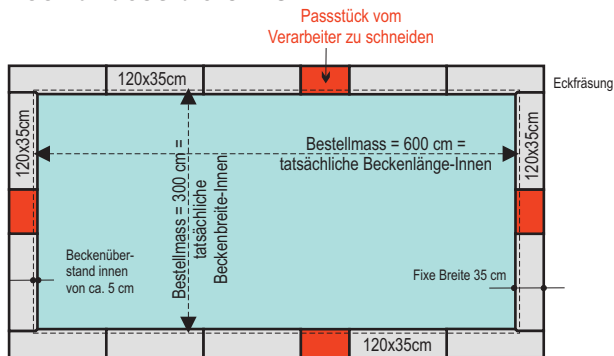 Passstück vom
Verarbeiter zu schneiden
120x35cm
Eckfräsung
120x35cm
120x35cm
Bestellmass = 600 cm =
tatsächliche Beckenlänge-Innen
Bestellmass = 300 cm =
tatsächliche
Beckenbreite-Innen
Beckenüber-
stand innen
von ca. 5 cm
Fixe Breite 35 cm
120x35cm